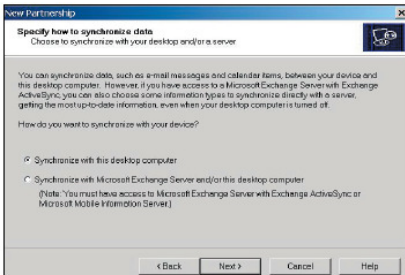 New Partnership
Specify how to synchronize data
Choose to synchronize with your desktop and/or a server
You can synchronize data, such as e-mail messages and calendar items, between your device and
this desktop computer. However, if you have access to a Microsoft Exchange Server with Exchange
ActiveSync, you can also choose some information types to synchronize directly with a server,
getting the most up-to-date information, even when your desktop computer is turned off.
How do you want to synchronize with your device?
Synchronize with this desktop computer
Synchronize with Microsoft Exchange Server and/or this desktop computer
(Note: You must have access to Microsoft Exchange Server with Exchange ActiveSync or
Microsoft Mobile Information Server.)
< Back Next > Cancel Help